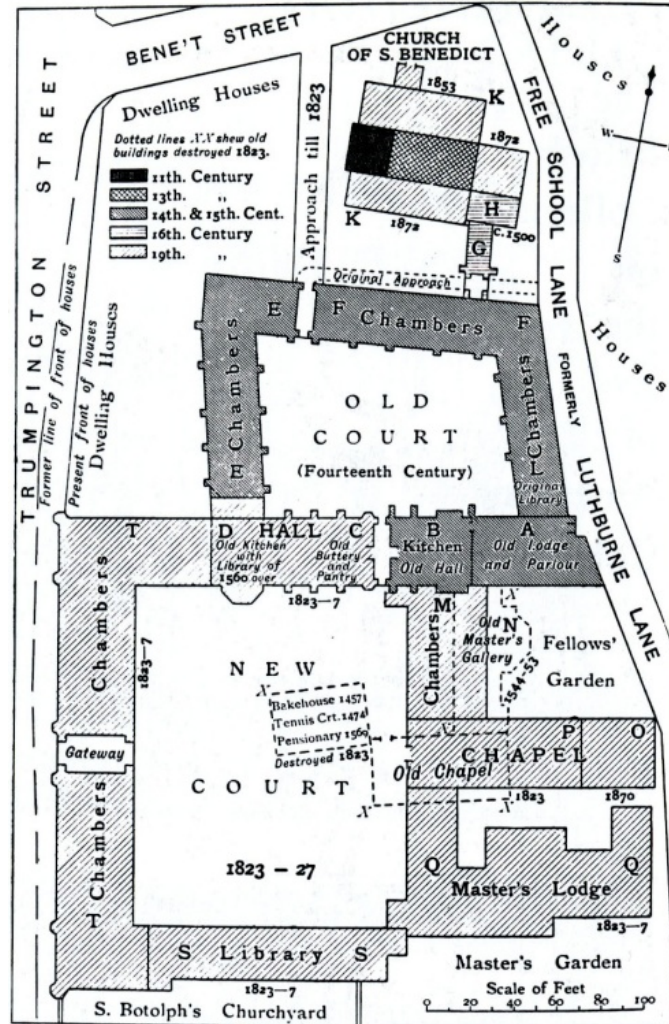 BENE'T STREET
TRUMPINGTON STREET
Former line of front of houses
Present front of houses
Dwelling Houses
Dwelling Houses
Dotted lines X X shew old
buildings destroyed 1823.
11th. Century
13th. „
14th. & 15th. Cent.
16th. Century
19th. „
Approach till 1823
CHURCH
OF S. BENEDICT
1853
K
1872
K
1872
H
c.1500
G
Original Approach
FREE SCHOOL LANE FORMERLY LUTHBURNE LANE
Houses
W
S
Houses
E
F
Chambers
F
Chambers
E
OLD
COURT
(Fourteenth Century)
Chambers
Original
Library
T
D
HALL
C
B
A
Old Kitchen
with
Library of
1560 over
Old
Buttery
and
Pantry
Kitchen
Old Hall
Old Lodge
and Parlour
1823-7
Chambers
1823-7
M
Chambers
Old
Master's
Gallery
N
1544-53
Fellows'
Garden
NEW
X
Bakehouse 1457
Tennis Crt. 1474
Pensionary 1569
Destroyed 1823
COURT
1823 – 27
Gateway
T Chambers
T
X
P
O
CHAPEL
Old Chapel
1823
1870
X
X
Q
Q
Master's Lodge
1823–7
S Library S
1823-7
Master's Garden
S. Botolph's Churchyard
Scale of Feet
0 20 40 60 80 100